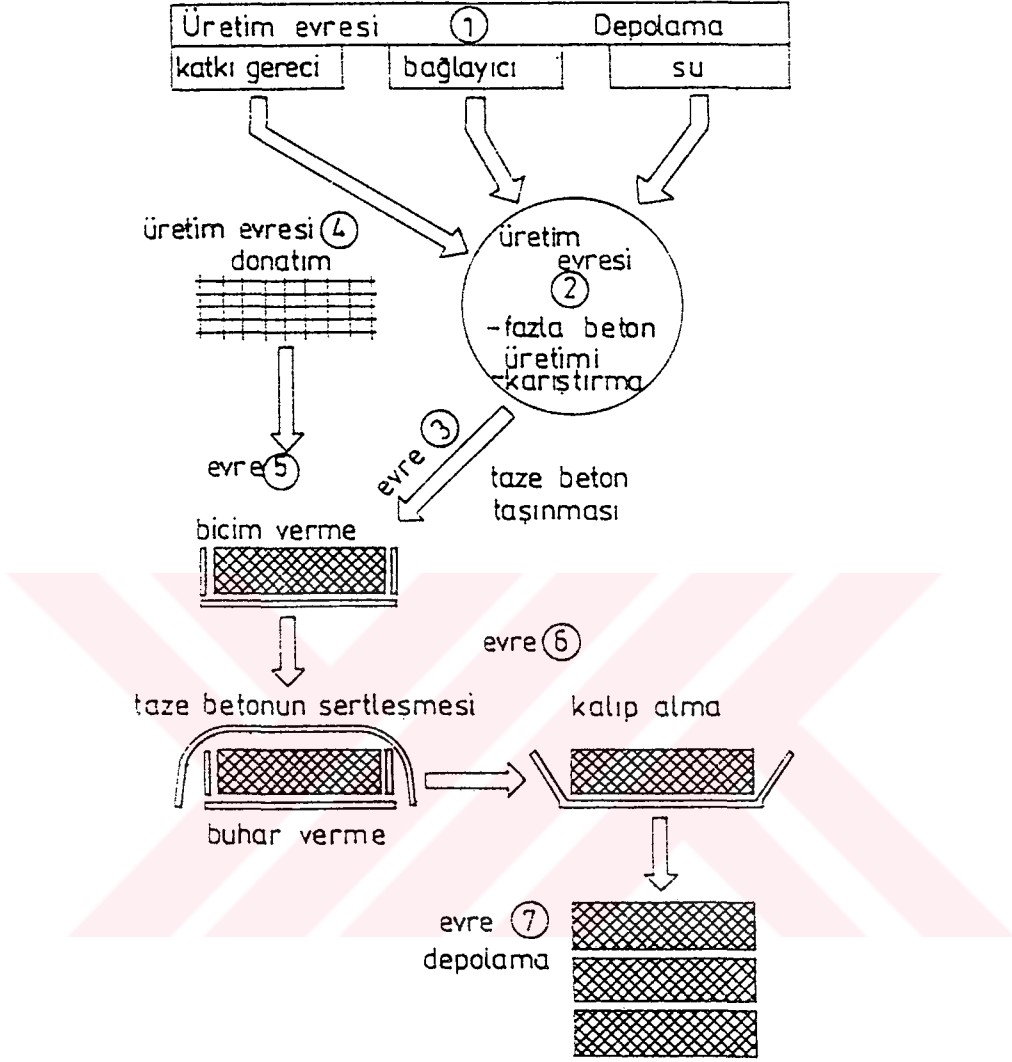 Üretim evresi 1 Depolama
katkı gereci bağlayıcı su
üretim evresi 4
donatım
üretim
evresi
2
-fazla beton
üretimi
-karıştırma
evre 3
taze beton
taşınması
evre 5
bicim verme
evre 6
taze betonun sertleşmesi
kalıp alma
buhar verme
evre 7
depolama